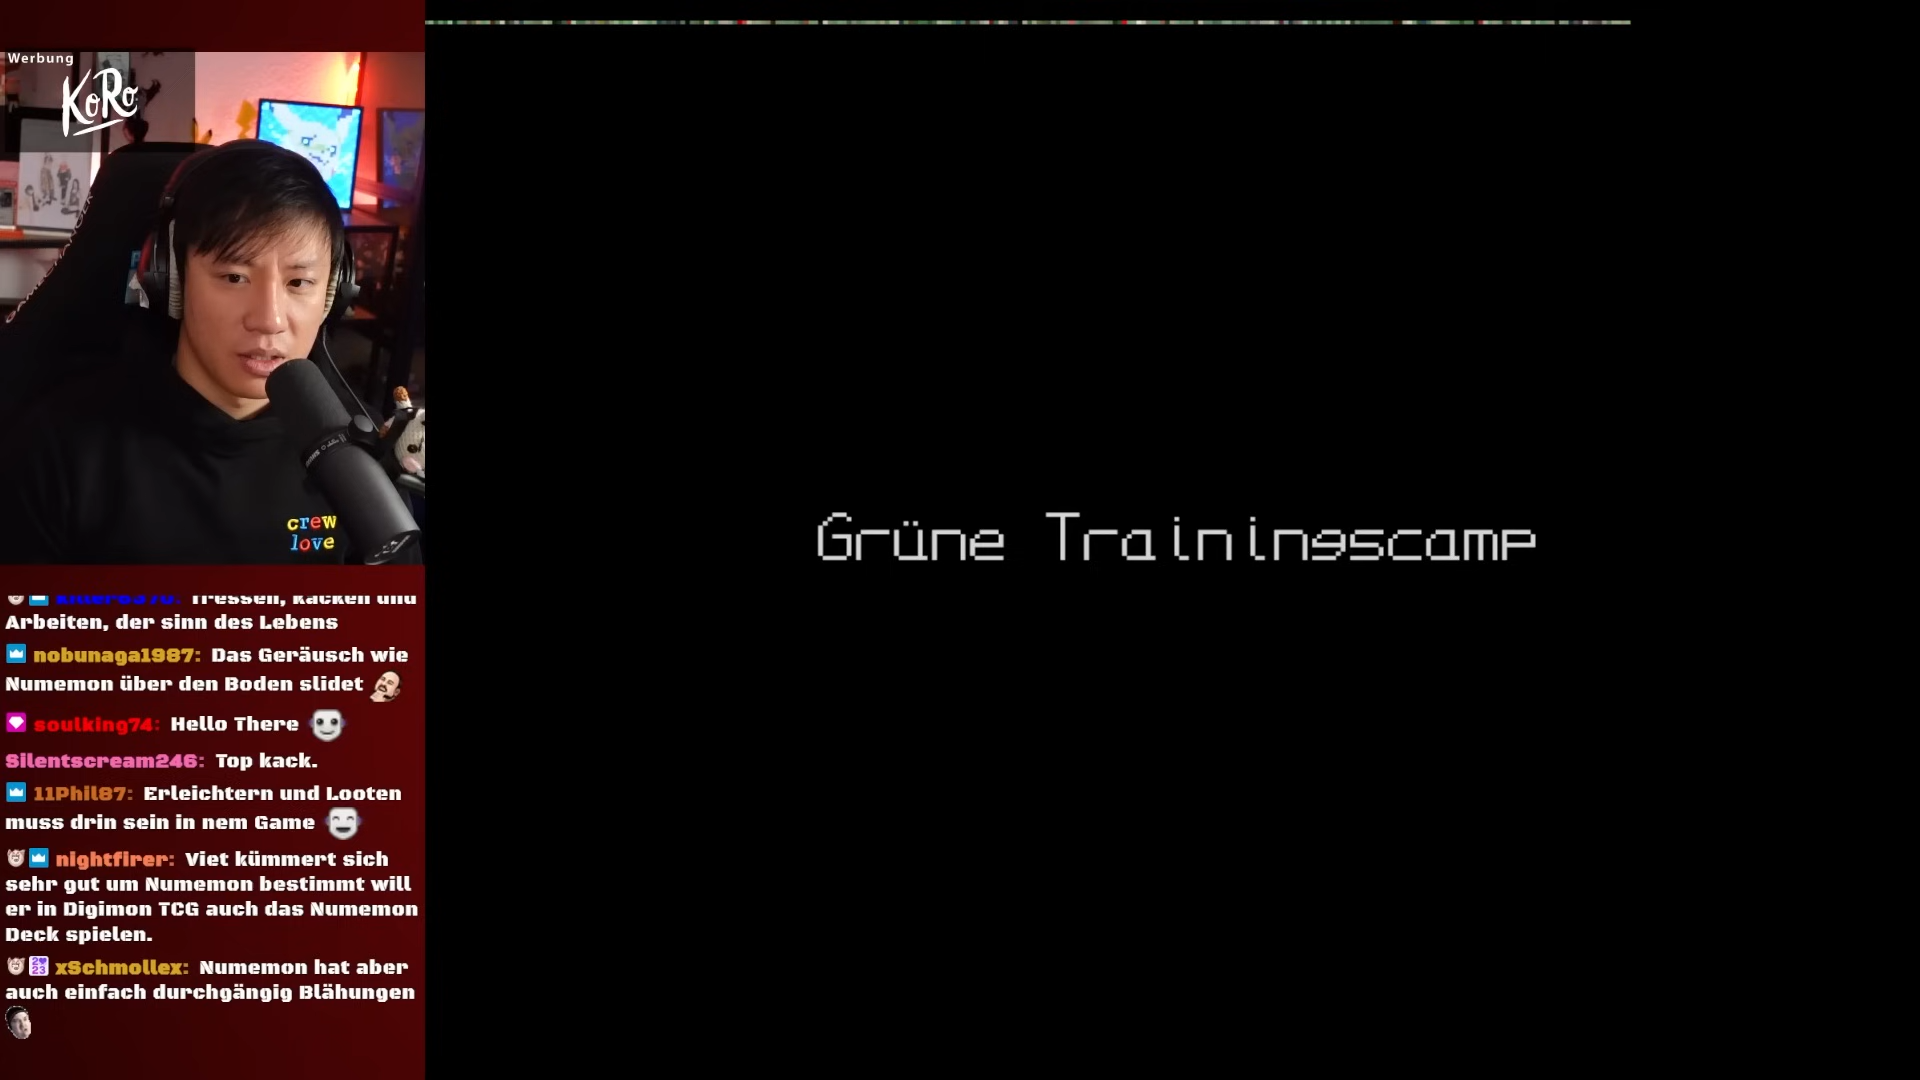 Werbung
KoRo
crew
love
Grüne Trainingscamp
Arbeiten, der sinn des Lebens
nobunaga1987: Das Geräusch wie
Numemon über den Boden slidet
soulking74: Hello There
Silentscream246: Top kack.
11Phil87: Erleichtern und Looten
muss drin sein in nem Game
nightfirer: Viet kümmert sich
sehr gut um Numemon bestimmt will
er in Digimon TCG auch das Numemon
Deck spielen.
xSchmollex: Numemon hat aber
auch einfach durchgängig Blähungen